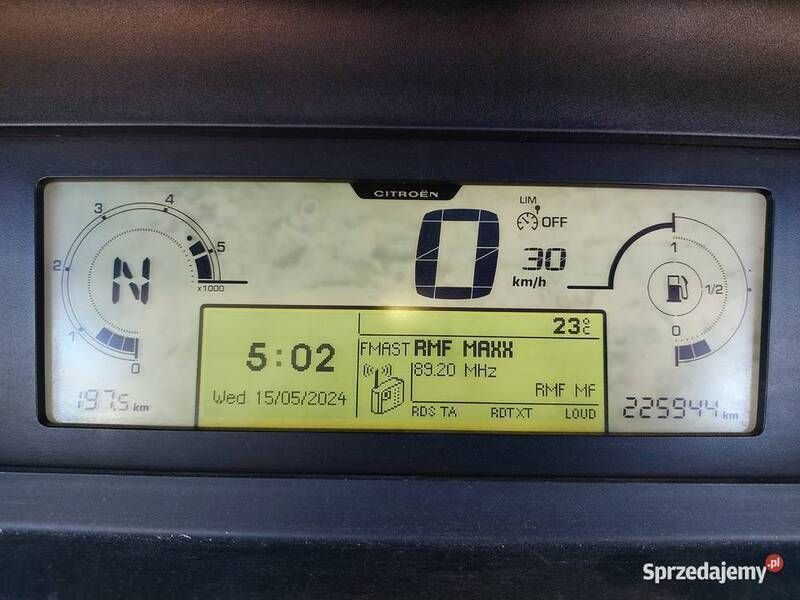 CITROËN
4
3
5
2
x1000
1
0
N
197.5 km
0
LIM
OFF
30
km/h
1
1/2
0
225944 km
23°C
5:02
Wed 15/05/2024
FMAST RMF MAXX
89.20 MHz
RMF MF
RDS TA RDTXT LOUD
Sprzedajemy.pl